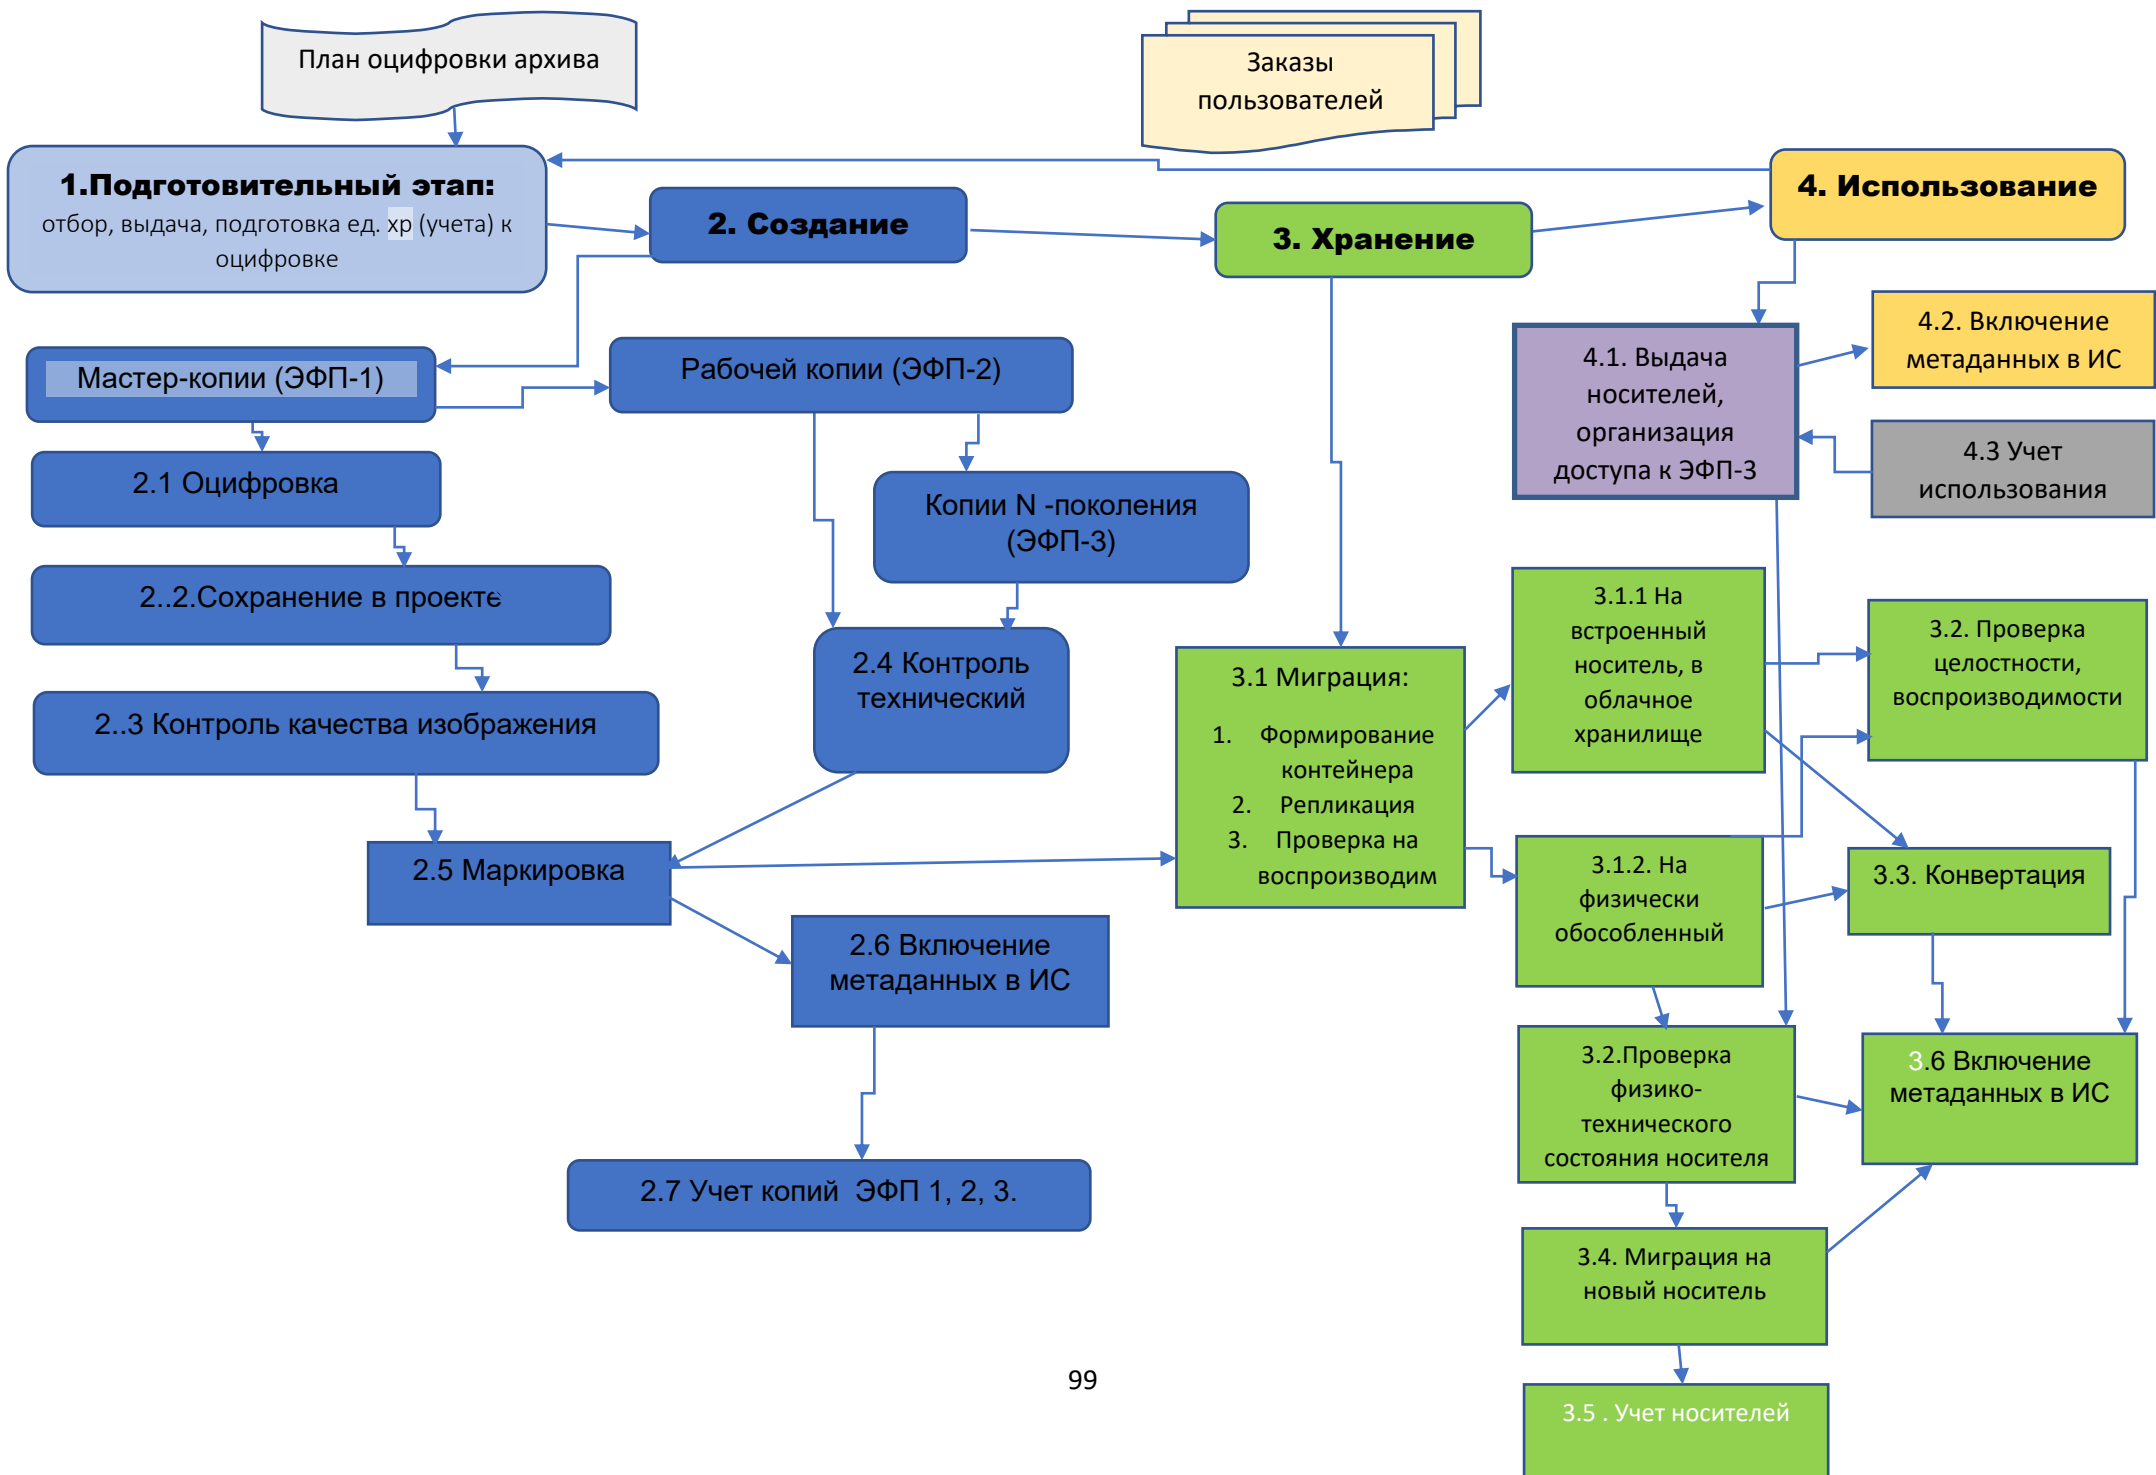 План оцифровки архива
Заказы
пользователей
1.Подготовительный этап:
отбор, выдача, подготовка ед. хр (учета) к
оцифровке
2. Создание
3. Хранение
4. Использование
Мастер-копии (ЭФП-1)
Рабочей копии (ЭФП-2)
2.1 Оцифровка
Копии N -поколения
(ЭФП-3)
2..2.Сохранение в проекте
2..3 Контроль качества изображения
2.4 Контроль
технический
2.5 Маркировка
2.6 Включение
метаданных в ИС
2.7 Учет копий  ЭФП 1, 2, 3.
3.1 Миграция:
1. Формирование
контейнера
2. Репликация
3. Проверка на
воспроизводим
4.1. Выдача
носителей,
организация
доступа к ЭФП-3
4.2. Включение
метаданных в ИС
4.3 Учет
использования
3.1.1 На
встроенный
носитель, в
облачное
хранилище
3.2. Проверка
целостности,
воспроизводимости
3.1.2. На
физически
обособленный
3.3. Конвертация
3.2.Проверка
физико-
технического
состояния носителя
3.6 Включение
метаданных в ИС
3.4. Миграция на
новый носитель
3.5 . Учет носителей
99